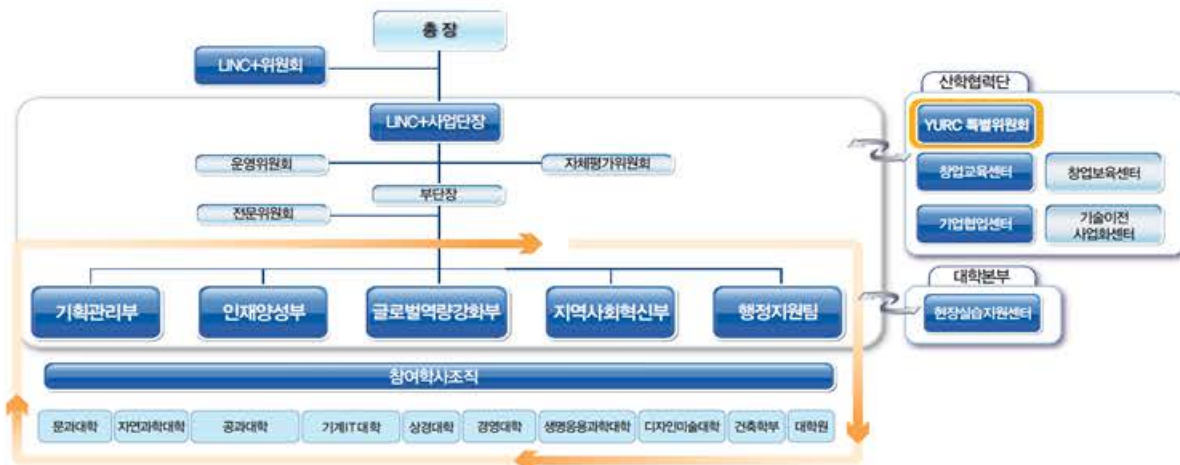 총 장
LINC+위원회
LINC+사업단장
운영위원회
자체평가위원회
부단장
전문위원회
기획관리부
인재양성부
글로벌역량강화부
지역사회혁신부
행정지원팀
참여학사조직
문과대학
자연과학대학
공과대학
기계IT대학
상경대학
경영대학
생명응용과학대학
디자인미술대학
건축학부
대학원
산학협력단
YURC 특별위원회
창업교육센터
창업보육센터
기업협업센터
기술이전
사업화센터
대학본부
현장실습지원센터